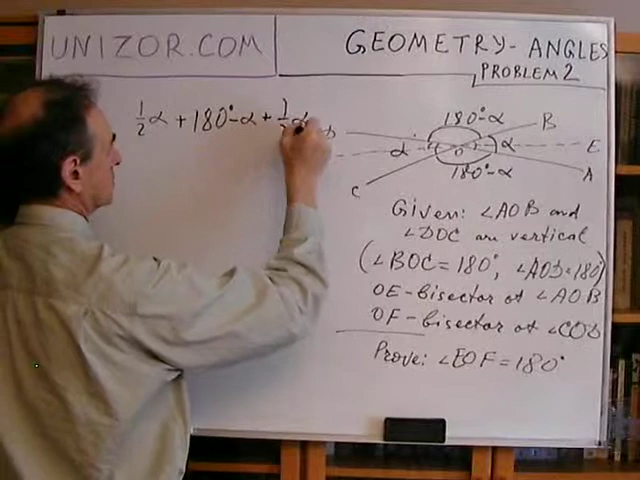 UNIZOR.COM
GEOMETRY - ANGLES
PROBLEM 2
½α + 180° - α + ½α
180° - α
B
α
O
α
E
180° - α
A
C
Given: ∠AOB and
∠DOC are vertical
(∠BOC = 180°, ∠AOD = 180°)
OE - bisector of ∠AOB
OF - bisector of ∠COD
Prove: ∠EOF = 180°